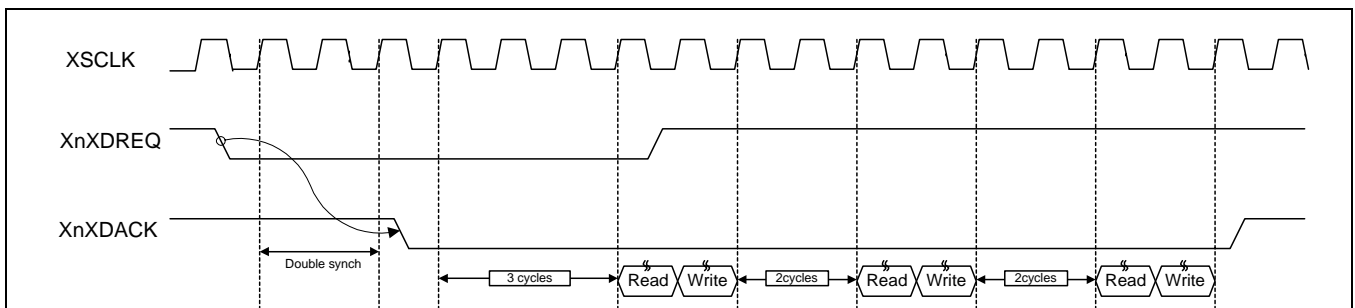 XSCLK
XnXDREQ
XnXDACK
Double synch
3 cycles
Read Write
2cycles
Read Write
2cycles
Read Write